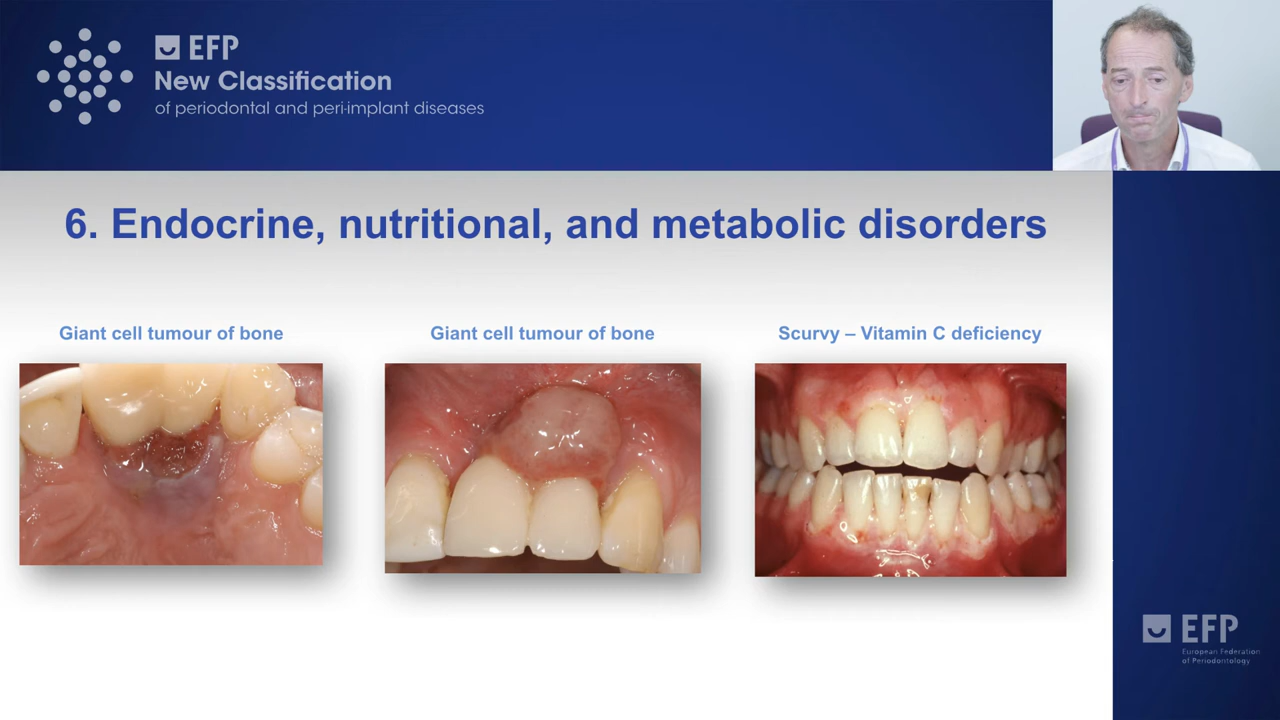 EFP
New Classification
of periodontal and peri-implant diseases
6. Endocrine, nutritional, and metabolic disorders
Giant cell tumour of bone
Giant cell tumour of bone
Scurvy – Vitamin C deficiency
EFP
European Federation
of Periodontology